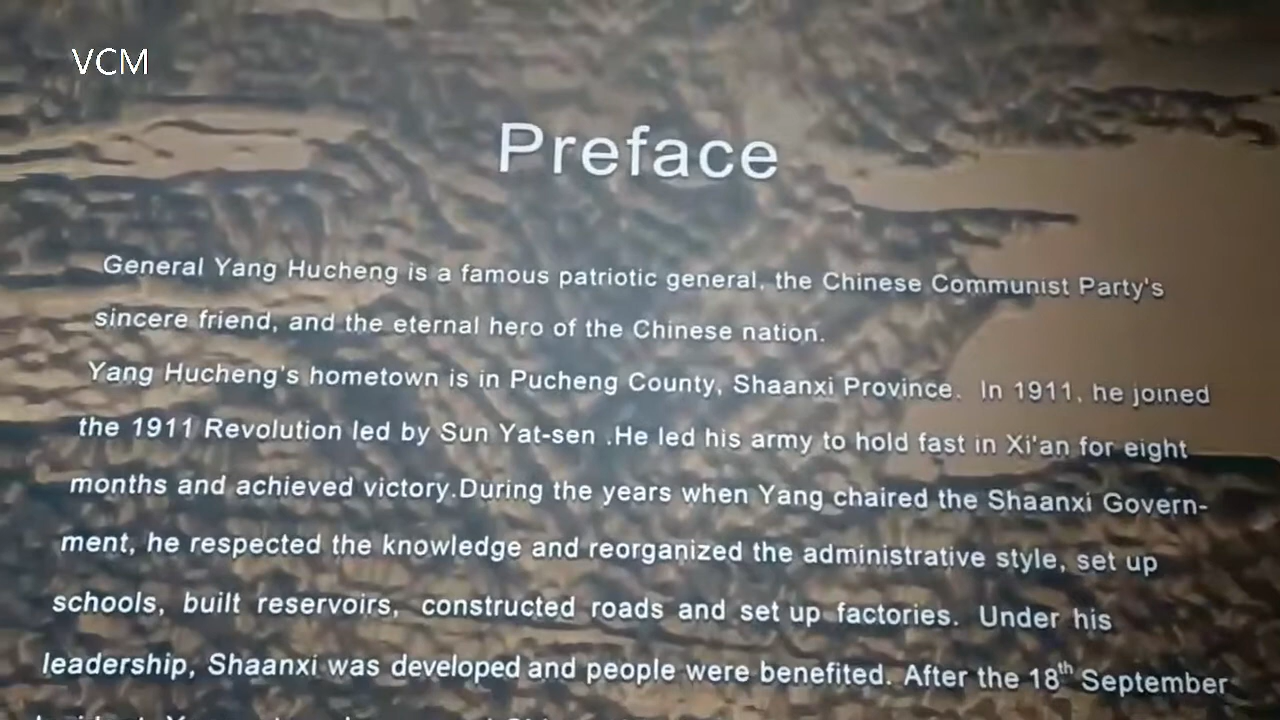 VCM
Preface
General Yang Hucheng is a famous patriotic general, the Chinese Communist Party's
sincere friend, and the eternal hero of the Chinese nation.
Yang Hucheng's hometown is in Pucheng County, Shaanxi Province. In 1911, he joined
the 1911 Revolution led by Sun Yat-sen .He led his army to hold fast in Xi'an for eight
months and achieved victory.During the years when Yang chaired the Shaanxi Govern-
ment, he respected the knowledge and reorganized the administrative style, set up
schools, built reservoirs, constructed roads and set up factories. Under his
leadership, Shaanxi was developed and people were benefited. After the 18th September